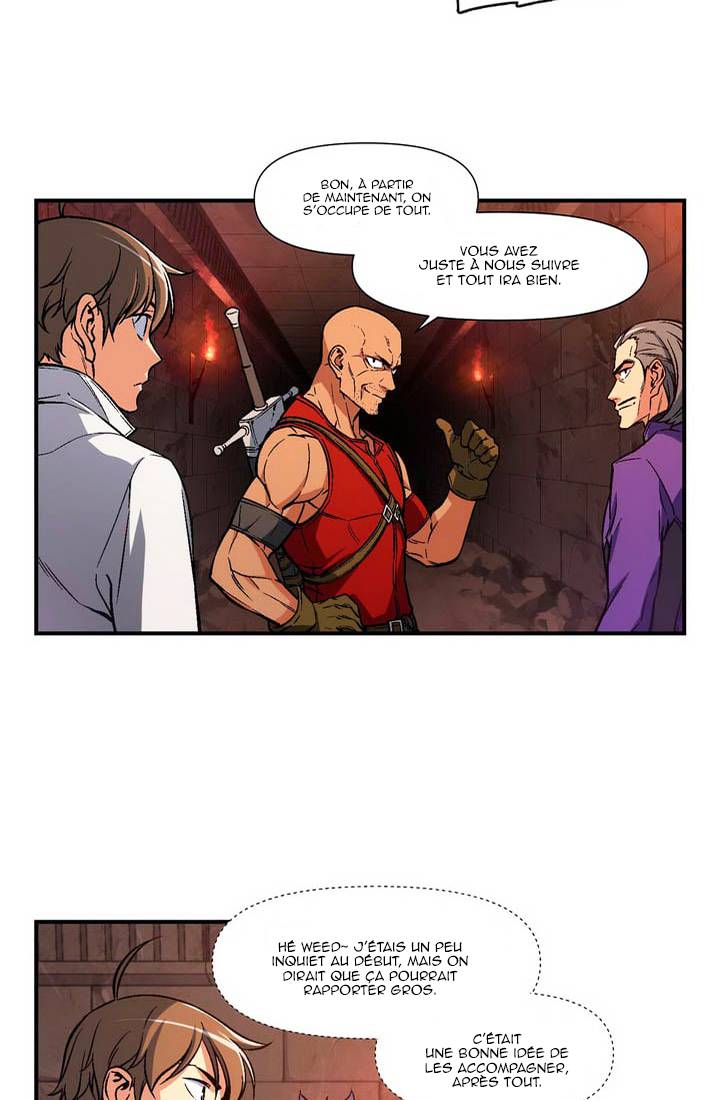 BON, À PARTIR
DE MAINTENANT, ON
S'OCCUPE DE TOUT.
VOUS AVEZ
JUSTE À NOUS SUIVRE
ET TOUT IRA BIEN.
HÉ WEED~ J'ÉTAIS UN PEU
INQUIET AU DÉBUT, MAIS ON
DIRAIT QUE ÇA POURRAIT
RAPPORTER GROS.
C'ÉTAIT
UNE BONNE IDÉE DE
LES ACCOMPAGNER,
APRÈS TOUT.